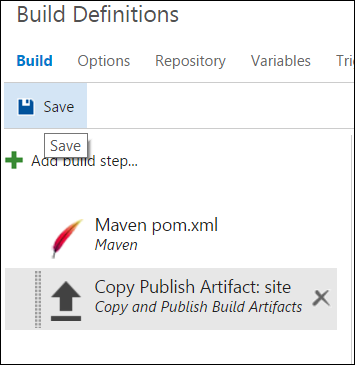 Build Definitions
Build Options Repository Variables Tri
Save
Save
Add build step...
Maven pom.xml
Maven
Copy Publish Artifact: site
Copy and Publish Build Artifacts